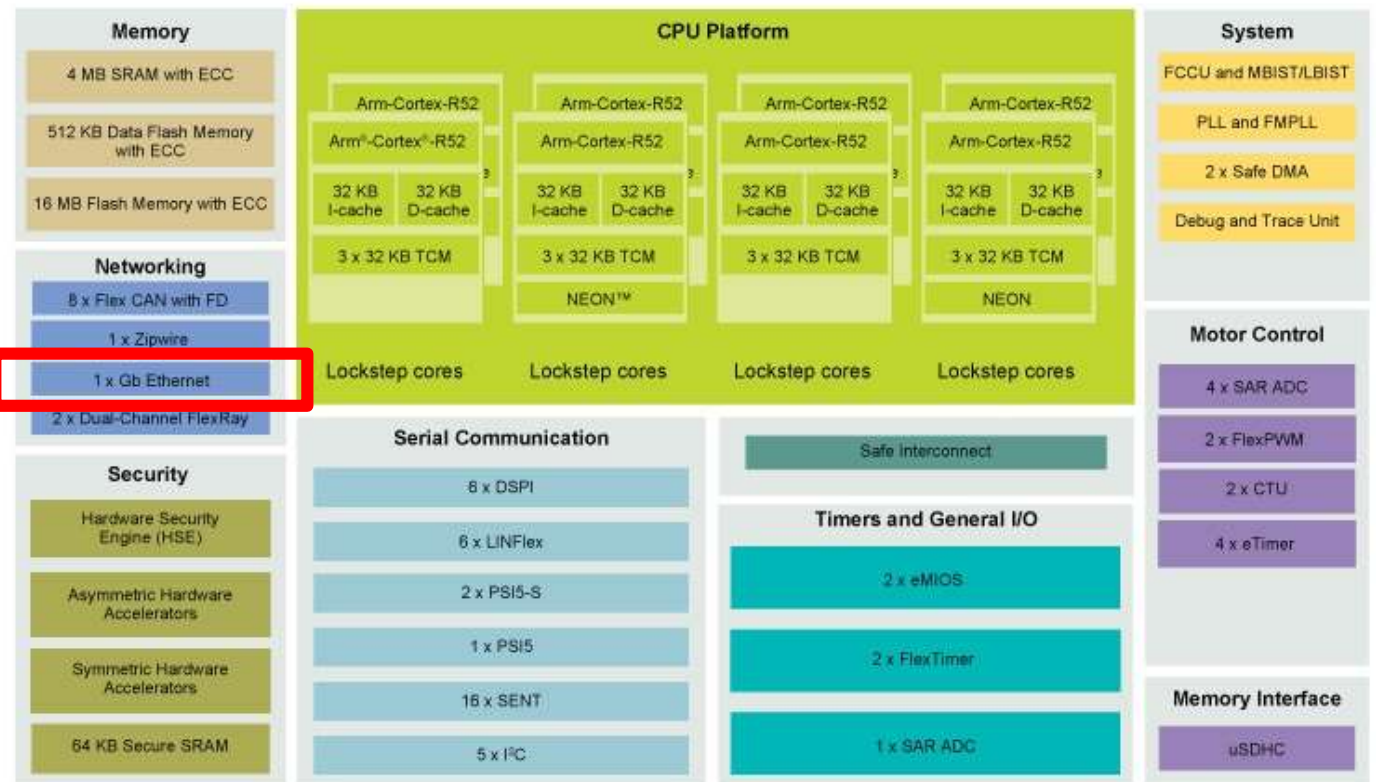 Memory
4 MB SRAM with ECC
512 KB Data Flash Memory
with ECC
16 MB Flash Memory with ECC
Networking
8 x Flex CAN with FD
1 x Zipwire
1 x Gb Ethernet
2 x Dual-Channel FlexRay
Security
Hardware Security
Engine (HSE)
Asymmetric Hardware
Accelerators
Symmetric Hardware
Accelerators
64 KB Secure SRAM
CPU Platform
Arm-Cortex-R52
Arm®-Cortex®-R52
32 KB
I-cache
32 KB
D-cache
3 x 32 KB TCM
Lockstep cores
Arm-Cortex-R52
Arm-Cortex-R52
32 KB
I-cache
32 KB
D-cache
3 x 32 KB TCM
NEON™
Lockstep cores
Arm-Cortex-R52
Arm-Cortex-R52
32 KB
I-cache
32 KB
D-cache
3 x 32 KB TCM
Lockstep cores
Arm-Cortex-R52
Arm-Cortex-R52
32 KB
I-cache
32 KB
D-cache
3 x 32 KB TCM
NEON
Lockstep cores
Serial Communication
6 x LINFlex
2 x PSI5-S
1 x PSI5
16 x SENT
5 x I²C
Safe Interconnect
Timers and General I/O
2 x eMIOS
2 x FlexTimer
1 x SAR ADC
System
FCCU and MBIST/LBIST
PLL and FMPLL
2 x Safe DMA
Debug and Trace Unit
Motor Control
4 x SAR ADC
2 x FlexPWM
2 x CTU
4 x eTimer
Memory Interface
uSDHC